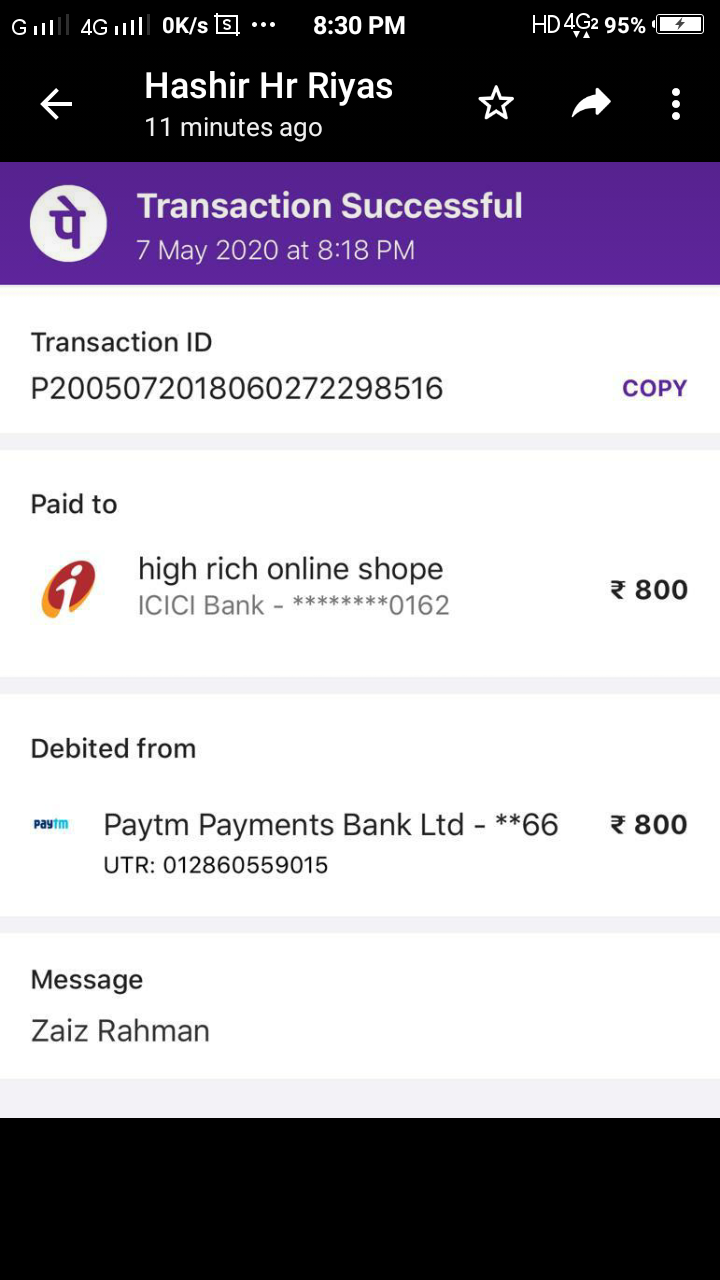 G 4G 0K/s S ... 8:30 PM HD 4G2 95%
Hashir Hr Riyas
11 minutes ago
पे Transaction Successful
7 May 2020 at 8:18 PM
Transaction ID
P2005072018060272298516 COPY
Paid to
high rich online shope
ICICI Bank - ********0162 ₹ 800
Debited from
paytm Paytm Payments Bank Ltd - **66 ₹ 800
UTR: 012860559015
Message
Zaiz Rahman